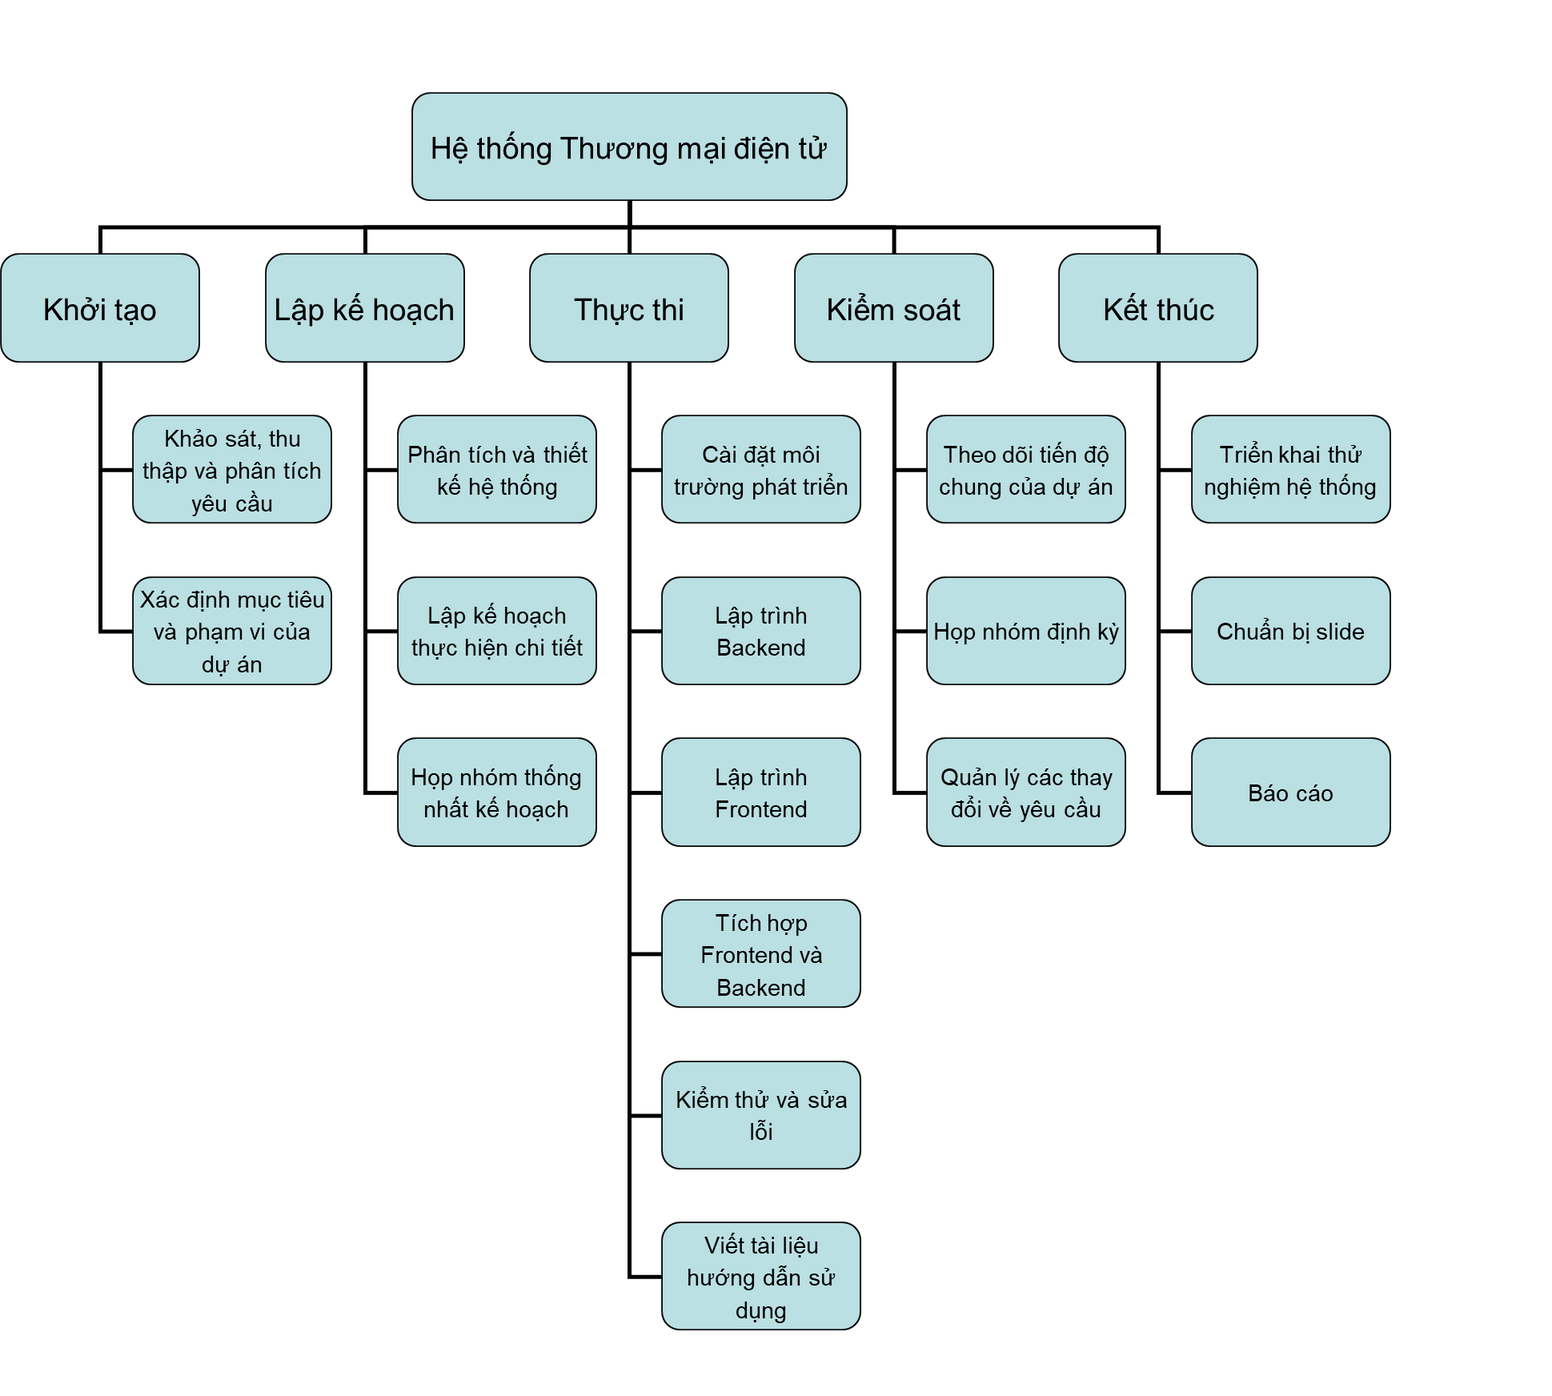 Hệ thống Thương mại điện tử
Khởi tạo
Lập kế hoạch
Thực thi
Kiểm soát
Kết thúc
Khảo sát, thu
thập và phân tích
yêu cầu
Xác định mục tiêu
và phạm vi của
dự án
Phân tích và thiết
kế hệ thống
Lập kế hoạch
thực hiện chi tiết
Họp nhóm thống
nhất kế hoạch
Cài đặt môi
trường phát triển
Lập trình
Backend
Lập trình
Frontend
Tích hợp
Frontend và
Backend
Kiểm thử và sửa
lỗi
Viết tài liệu
hướng dẫn sử
dụng
Theo dõi tiến độ
chung của dự án
Họp nhóm định kỳ
Quản lý các thay
đổi về yêu cầu
Triển khai thử
nghiệm hệ thống
Chuẩn bị slide
Báo cáo